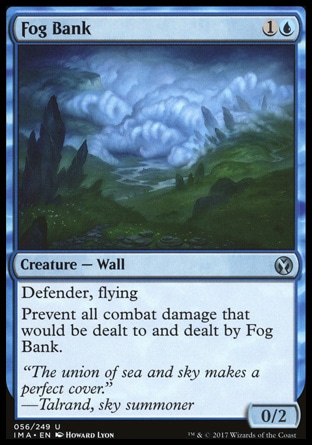 Fog Bank 1
Creature — Wall
Defender, flying
Prevent all combat damage that
would be dealt to and dealt by Fog
Bank.
"The union of sea and sky makes a
perfect cover."
—Talrand, sky summoner
0/2
056/249 U
IMA • EN Howard Lyon ™ & © 2017 Wizards of the Coast